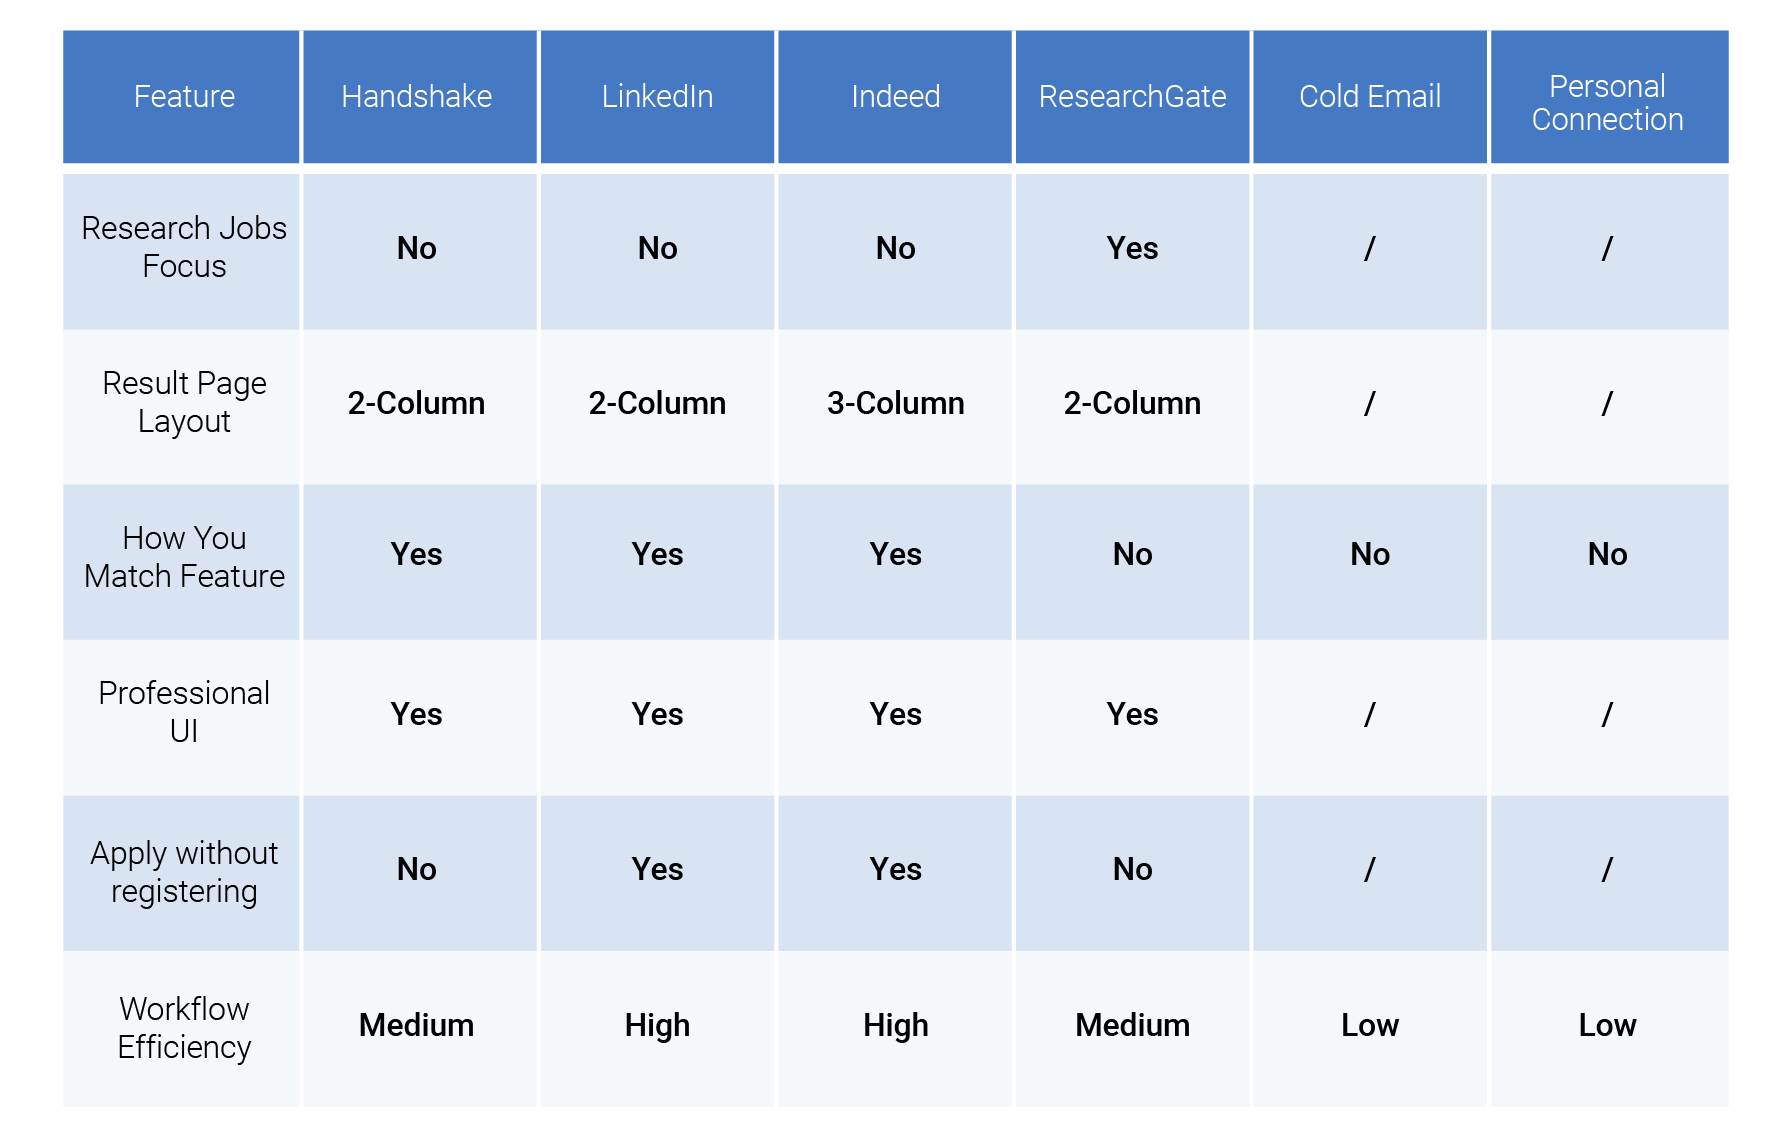 Feature Handshake LinkedIn Indeed ResearchGate Cold Email Personal
Connection
Research Jobs
Focus
No No No Yes / /
Result Page
Layout
2-Column 2-Column 3-Column 2-Column / /
How You
Match Feature
Yes Yes Yes No No No
Professional
UI
Yes Yes Yes Yes / /
Apply without
registering
No Yes Yes No / /
Workflow
Efficiency
Medium High High Medium Low Low